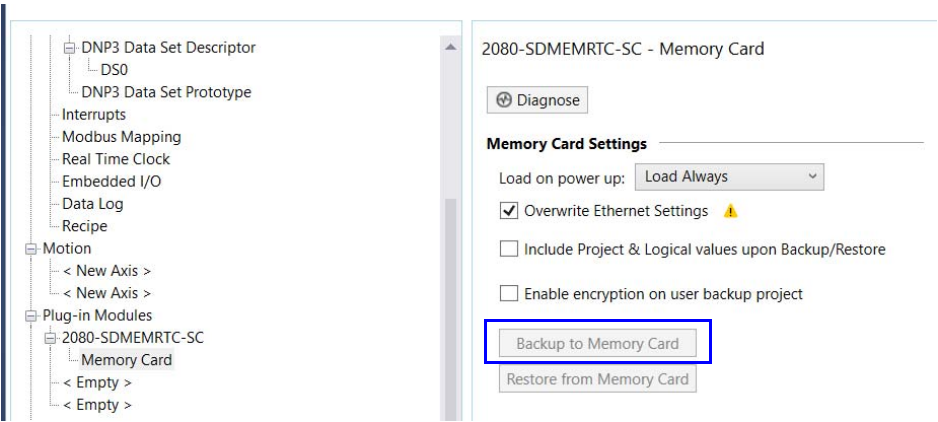 DNP3 Data Set Descriptor
DS0
DNP3 Data Set Prototype
Interrupts
Modbus Mapping
Real Time Clock
Embedded I/O
Data Log
Recipe
Motion
< New Axis >
< New Axis >
Plug-in Modules
2080-SDMEMRTC-SC
Memory Card
< Empty >
< Empty >
2080-SDMEMRTC-SC - Memory Card
Diagnose
Memory Card Settings
Load on power up: Load Always
Overwrite Ethernet Settings
Include Project & Logical values upon Backup/Restore
Enable encryption on user backup project
Backup to Memory Card
Restore from Memory Card